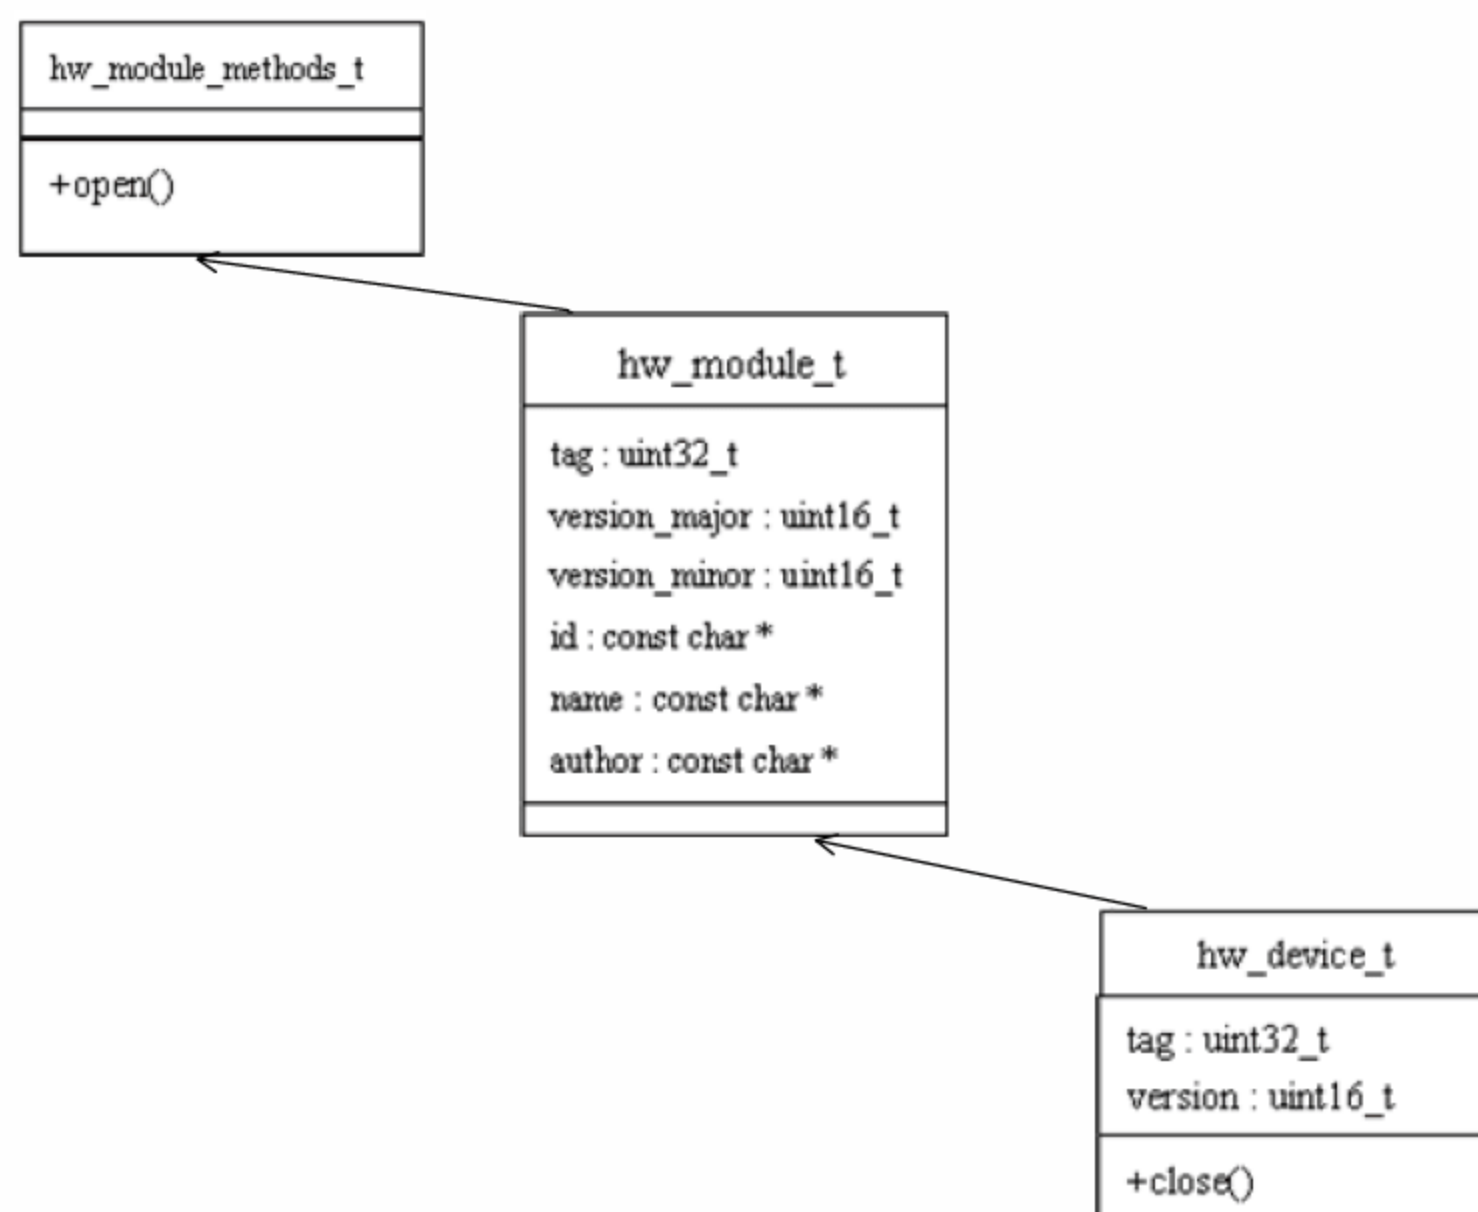 hw_module_methods_t
+open()
hw_module_t
tag : uint32_t
version_major : uint16_t
version_minor : uint16_t
id : const char *
name : const char *
author : const char *
hw_device_t
tag : uint32_t
version : uint16_t
+close()